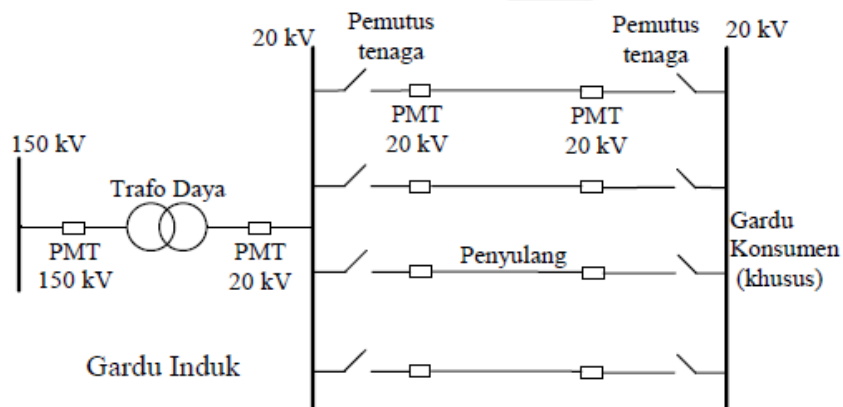 20 kV
Pemutus
tenaga
Pemutus
tenaga
20 kV
PMT
20 kV
PMT
20 kV
150 kV
Trafo Daya
PMT
150 kV
PMT
20 kV
Penyulang
Gardu
Konsumen
(khusus)
Gardu Induk